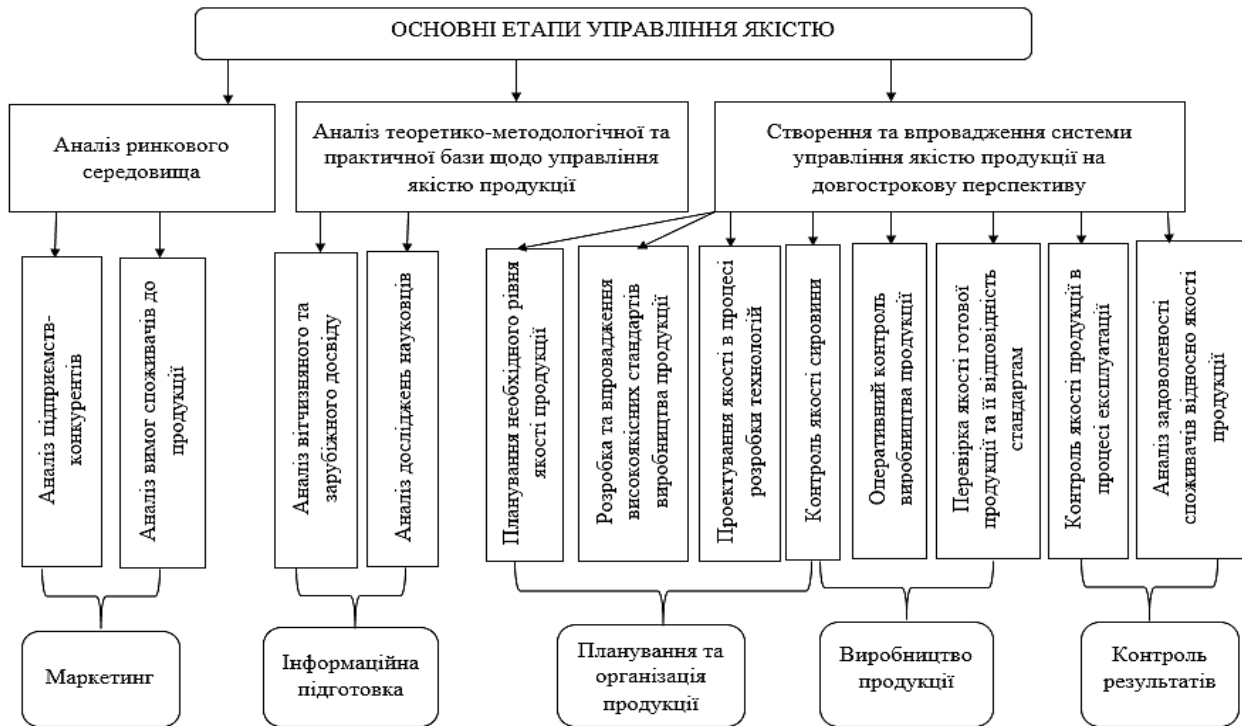 ОСНОВНІ ЕТАПИ УПРАВЛІННЯ ЯКІСТЮ
Аналіз ринкового
середовища
Аналіз теоретико-методологічної та
практичної бази щодо управління
якістю продукції
Створення та впровадження системи
управління якістю продукції на
довгострокову перспективу
Аналіз підприємств-
конкурентів
Аналіз вимог споживачів до
продукції
Аналіз вітчизняного та
зарубіжного досвіду
Аналіз досліджень науковців
Планування необхідного рівня
якості продукції
Розробка та впровадження
високоякісних стандартів
виробництва продукції
Проектування якості в процесі
розробки технологій
Контроль якості сировини
Оперативний контроль
виробництва продукції
Перевірка якості готової
продукції та її відповідність
стандартам
Контроль якості продукції в
процесі експлуатації
Аналіз задоволеності
споживачів відносно якості
продукції
Маркетинг
Інформаційна
підготовка
Планування та
організація
продукції
Виробництво
продукції
Контроль
результатів